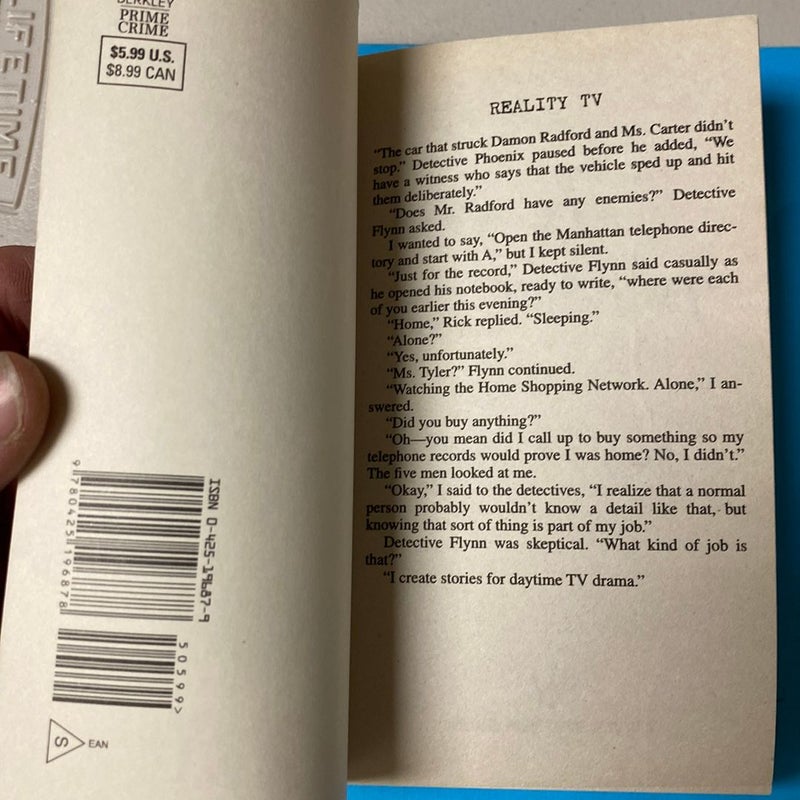 LIFETIME
BERKLEY
PRIME
CRIME
$5.99 U.S.
$8.99 CAN
ISBN 0-425-19687-9
9 780425 196878
50599>
S
EAN
REALITY TV
“The car that struck Damon Radford and Ms. Carter didn’t
stop.” Detective Phoenix paused before he added, “We
have a witness who says that the vehicle sped up and hit
them deliberately.”
“Does Mr. Radford have any enemies?” Detective
Flynn asked.
I wanted to say, “Open the Manhattan telephone direc-
tory and start with A,” but I kept silent.
“Just for the record,” Detective Flynn said casually as
he opened his notebook, ready to write, “where were each
of you earlier this evening?”
“Home,” Rick replied. “Sleeping.”
“Alone?”
“Yes, unfortunately.”
“Ms. Tyler?” Flynn continued.
“Watching the Home Shopping Network. Alone,” I an-
swered.
“Did you buy anything?”
“Oh—you mean did I call up to buy something so my
telephone records would prove I was home? No, I didn’t.”
The five men looked at me.
“Okay,” I said to the detectives, “I realize that a normal
person probably wouldn’t know a detail like that, but
knowing that sort of thing is part of my job.”
Detective Flynn was skeptical. “What kind of job is
that?”
“I create stories for daytime TV drama.”